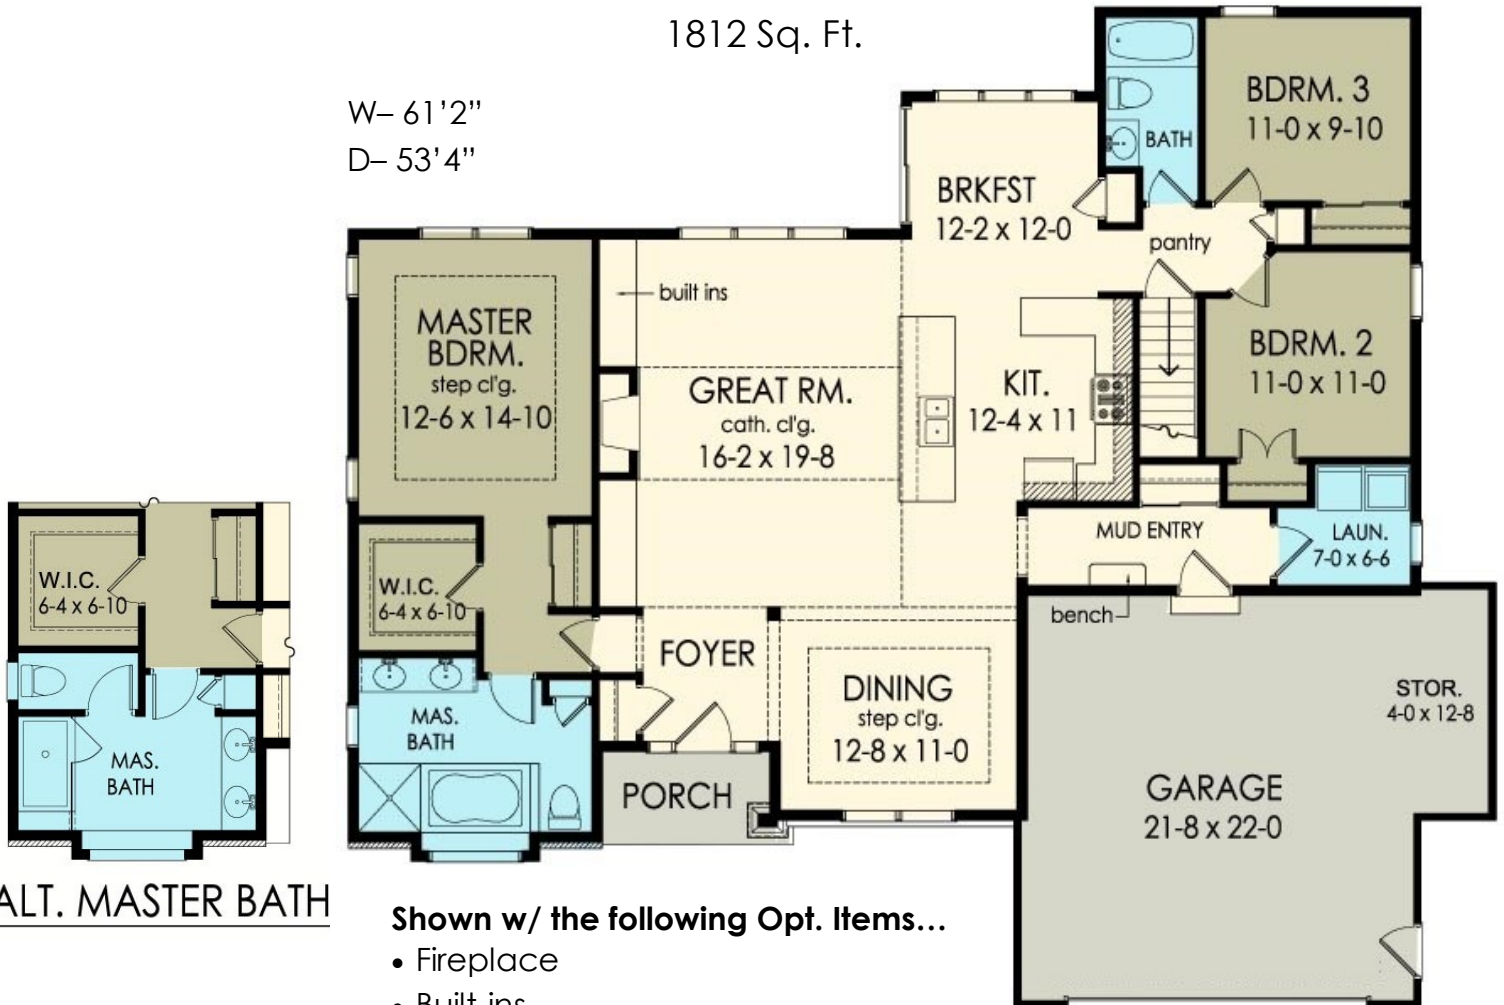 1812 Sq. Ft.
W– 61’2”
D– 53’4”
BATH
BDRM. 3
11-0 x 9-10
BRKFST
12-2 x 12-0
pantry
built ins
MASTER
BDRM.
step cl'g.
12-6 x 14-10
GREAT RM.
cath. cl'g.
16-2 x 19-8
KIT.
12-4 x 11
BDRM. 2
11-0 x 11-0
MUD ENTRY
LAUN.
7-0 x 6-6
bench
W.I.C.
6-4 x 6-10
W.I.C.
6-4 x 6-10
FOYER
DINING
step cl'g.
12-8 x 11-0
MAS.
BATH
MAS.
BATH
PORCH
STOR.
4-0 x 12-8
GARAGE
21-8 x 22-0
ALT. MASTER BATH
Shown w/ the following Opt. Items…
• Fireplace
• Built-ins